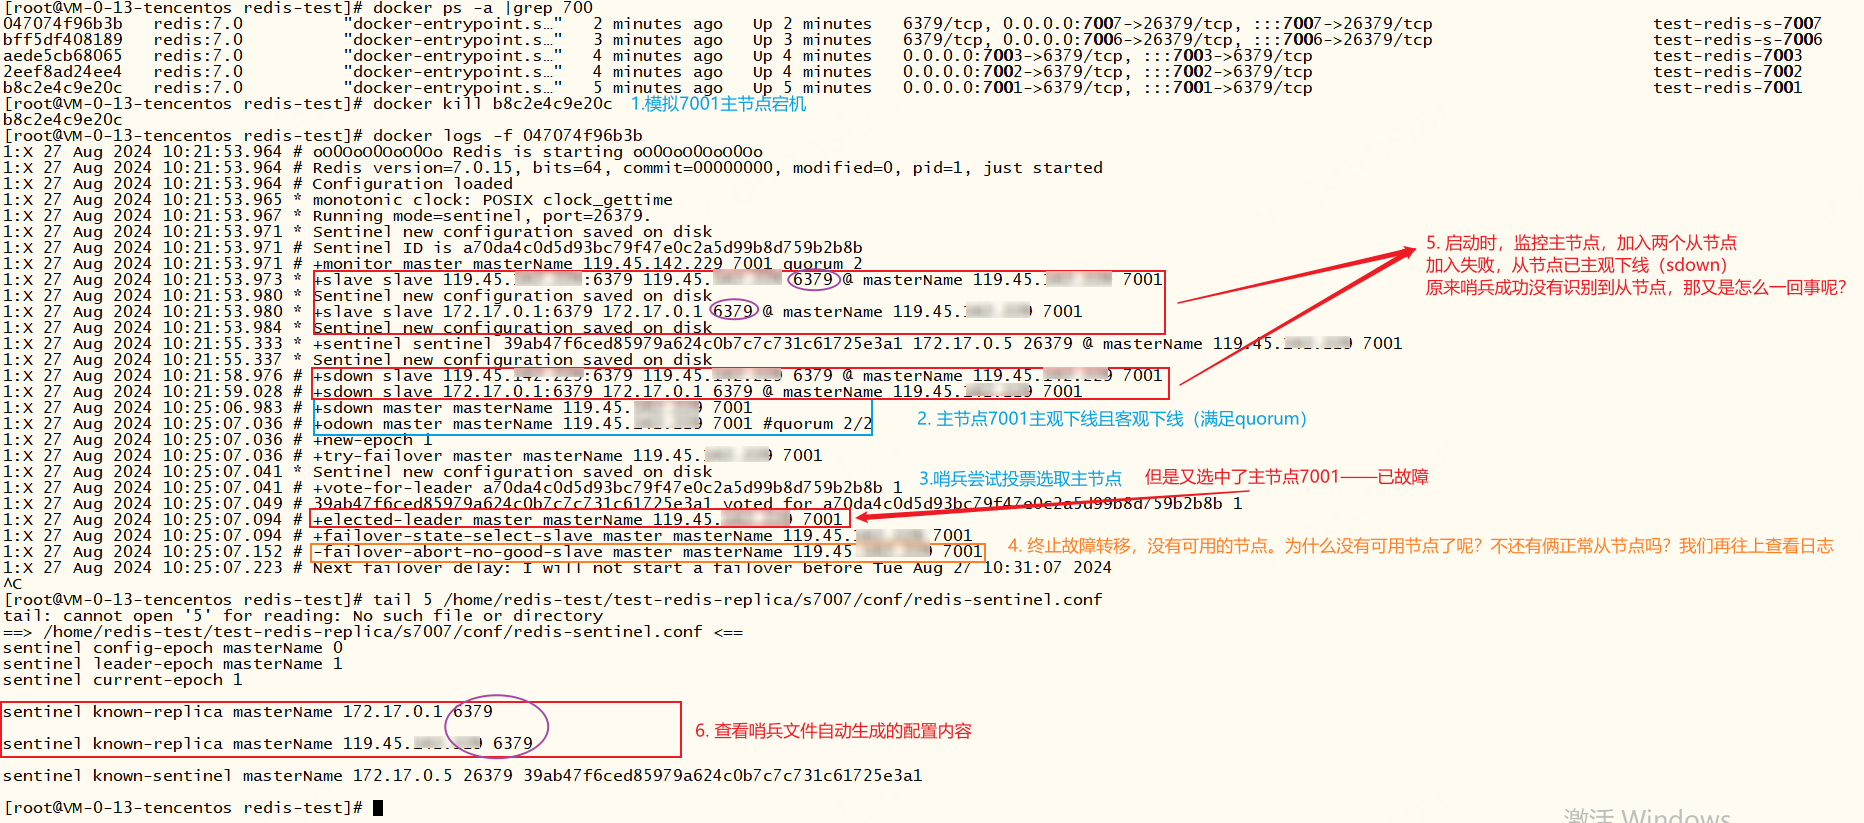 [root@VM-0-13-tencentos redis-test]# docker ps -a |grep 700
047074f96b3b   redis:7.0          "docker-entrypoint.s…"   2 minutes ago   Up 2 minutes   6379/tcp, 0.0.0.0:7007->26379/tcp, :::7007->26379/tcp                      test-redis-s-7007
bff5df408189   redis:7.0          "docker-entrypoint.s…"   3 minutes ago   Up 3 minutes   6379/tcp, 0.0.0.0:7006->26379/tcp, :::7006->26379/tcp                      test-redis-s-7006
aede5cb68065   redis:7.0          "docker-entrypoint.s…"   4 minutes ago   Up 4 minutes   0.0.0.0:7003->6379/tcp, :::7003->6379/tcp                                  test-redis-7003
2eef8ad24ee4   redis:7.0          "docker-entrypoint.s…"   4 minutes ago   Up 4 minutes   0.0.0.0:7002->6379/tcp, :::7002->6379/tcp                                  test-redis-7002
b8c2e4c9e20c   redis:7.0          "docker-entrypoint.s…"   5 minutes ago   Up 5 minutes   0.0.0.0:7001->6379/tcp, :::7001->6379/tcp                                  test-redis-7001
[root@VM-0-13-tencentos redis-test]# docker kill b8c2e4c9e20c 1.模拟7001主节点宕机
b8c2e4c9e20c
[root@VM-0-13-tencentos redis-test]# docker logs -f 047074f96b3b
1:X 27 Aug 2024 10:21:53.964 # oO0OoO0OoO0Oo Redis is starting oO0OoO0OoO0Oo
1:X 27 Aug 2024 10:21:53.964 # Redis version=7.0.15, bits=64, commit=00000000, modified=0, pid=1, just started
1:X 27 Aug 2024 10:21:53.964 # Configuration loaded
1:X 27 Aug 2024 10:21:53.965 * monotonic clock: POSIX clock_gettime
1:X 27 Aug 2024 10:21:53.967 * Running mode=sentinel, port=26379.
1:X 27 Aug 2024 10:21:53.971 * Sentinel new configuration saved on disk
1:X 27 Aug 2024 10:21:53.971 # Sentinel ID is a70da4c0d5d93bc79f47e0c2a5d99b8d759b2b8b
1:X 27 Aug 2024 10:21:53.971 # +monitor master masterName 119.45.142.229 7001 quorum 2
1:X 27 Aug 2024 10:21:53.973 * +slave slave 119.45.:6379 119.45. 6379 @ masterName 119.45. 7001
1:X 27 Aug 2024 10:21:53.980 * Sentinel new configuration saved on disk
1:X 27 Aug 2024 10:21:53.980 * +slave slave 172.17.0.1:6379 172.17.0.1 6379 @ masterName 119.45. 7001
1:X 27 Aug 2024 10:21:53.984 * Sentinel new configuration saved on disk
1:X 27 Aug 2024 10:21:55.333 * +sentinel sentinel 39ab47f6ced85979a624c0b7c7c731c61725e3a1 172.17.0.5 26379 @ masterName 119.45. 7001
1:X 27 Aug 2024 10:21:55.337 * Sentinel new configuration saved on disk
1:X 27 Aug 2024 10:21:58.976 # +sdown slave 119.45.:6379 119.45. 6379 @ masterName 119.45. 7001
1:X 27 Aug 2024 10:21:59.028 # +sdown slave 172.17.0.1:6379 172.17.0.1 6379 @ masterName 119.45. 7001
5. 启动时，监控主节点，加入两个从节点
加入失败，从节点已主观下线（sdown）
原来哨兵成功没有识别到从节点，那又是怎么一回事呢？
1:X 27 Aug 2024 10:25:06.983 # +sdown master masterName 119.45. 7001
1:X 27 Aug 2024 10:25:07.036 # +odown master masterName 119.45. 7001 #quorum 2/2
2. 主节点7001主观下线且客观下线（满足quorum）
1:X 27 Aug 2024 10:25:07.036 # +new-epoch 1
1:X 27 Aug 2024 10:25:07.036 # +try-failover master masterName 119.45. 7001
1:X 27 Aug 2024 10:25:07.041 * Sentinel new configuration saved on disk
1:X 27 Aug 2024 10:25:07.041 # +vote-for-leader a70da4c0d5d93bc79f47e0c2a5d99b8d759b2b8b 1
3.哨兵尝试投票选取主节点 但是又选中了主节点7001——已故障
1:X 27 Aug 2024 10:25:07.049 # 39ab47f6ced85979a624c0b7c7c731c61725e3a1 voted for a70da4c0d5d93bc79f47e0c2a5d99b8d759b2b8b 1
1:X 27 Aug 2024 10:25:07.094 # +elected-leader master masterName 119.45. 7001
1:X 27 Aug 2024 10:25:07.094 # +failover-state-select-slave master masterName 119.45. 7001
1:X 27 Aug 2024 10:25:07.152 # -failover-abort-no-good-slave master masterName 119.45. 7001
4. 终止故障转移，没有可用的节点。为什么没有可用节点了呢？不还有俩正常从节点吗？我们再往上查看日志
1:X 27 Aug 2024 10:25:07.223 # Next failover delay: I will not start a failover before Tue Aug 27 10:31:07 2024
^C
[root@VM-0-13-tencentos redis-test]# tail 5 /home/redis-test/test-redis-replica/s7007/conf/redis-sentinel.conf
tail: cannot open '5' for reading: No such file or directory
==> /home/redis-test/test-redis-replica/s7007/conf/redis-sentinel.conf <==
sentinel config-epoch masterName 0
sentinel leader-epoch masterName 1
sentinel current-epoch 1
sentinel known-replica masterName 172.17.0.1 6379
6. 查看哨兵文件自动生成的配置内容
sentinel known-replica masterName 119.45. 6379
sentinel known-sentinel masterName 172.17.0.5 26379 39ab47f6ced85979a624c0b7c7c731c61725e3a1
[root@VM-0-13-tencentos redis-test]#
激活 Windows